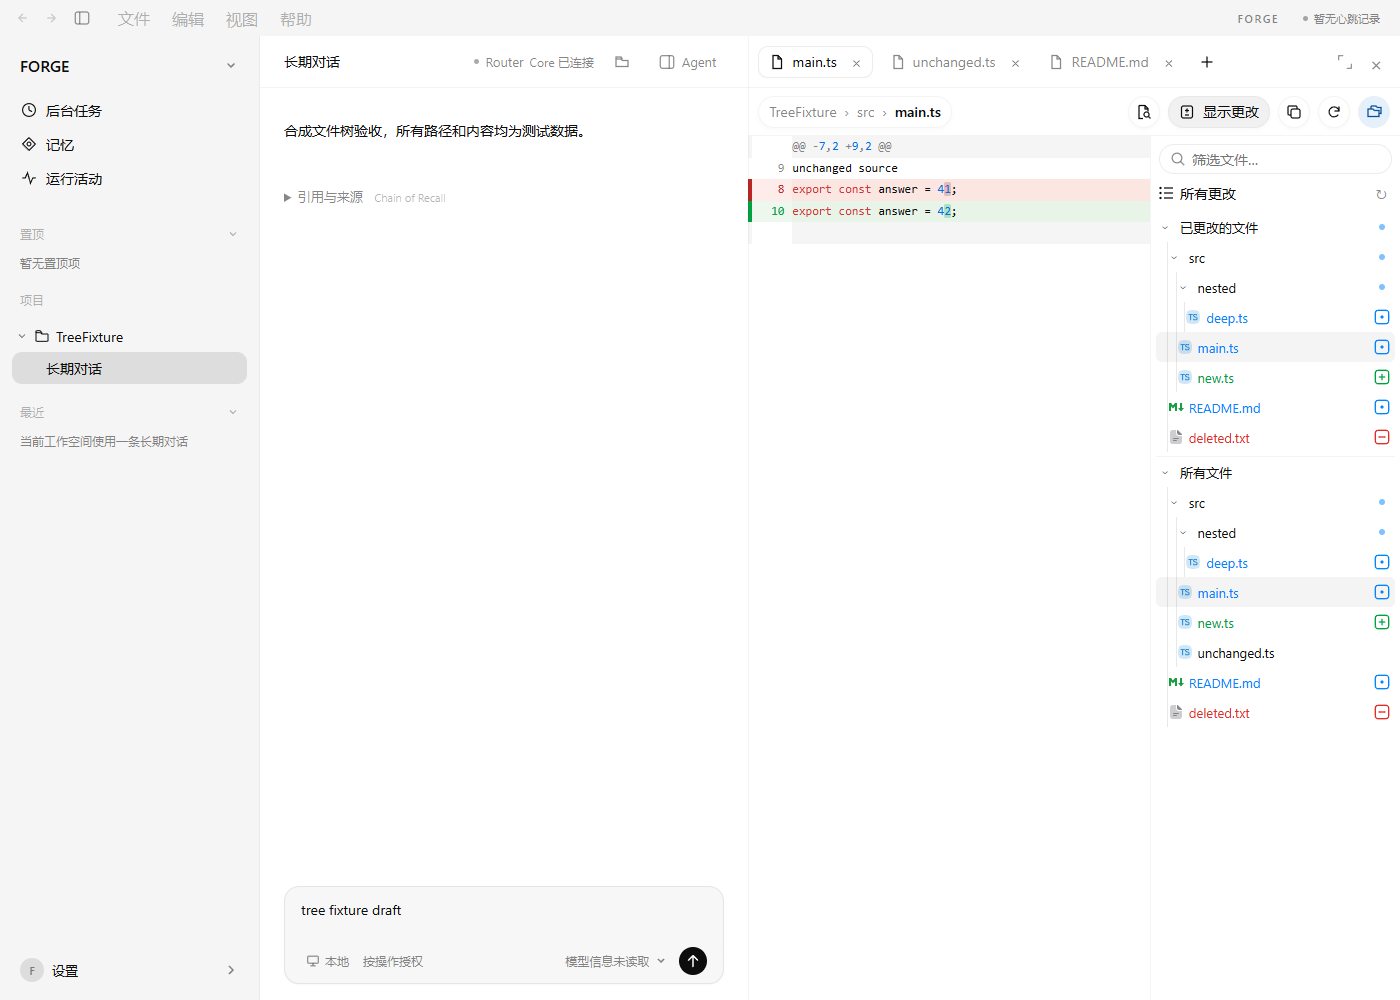 文件 编辑 视图 帮助
FORGE 暂无心跳记录
FORGE
后台任务
记忆
运行活动
置顶
暂无置顶项
项目
TreeFixture
长期对话
最近
当前工作空间使用一条长期对话
F 设置
长期对话 Router Core 已连接 Agent
合成文件树验收，所有路径和内容均为测试数据。
引用与来源 Chain of Recall
tree fixture draft
本地 按操作授权 模型信息未读取
main.ts × unchanged.ts × README.md × +
TreeFixture › src › main.ts 显示更改
@@ -7,2 +9,2 @@
9 unchanged source
8 export const answer = 41;
10 export const answer = 42;
筛选文件...
所有更改
已更改的文件
src
nested
TS deep.ts
TS main.ts
TS new.ts
M↓ README.md
deleted.txt
所有文件
src
nested
TS deep.ts
TS main.ts
TS new.ts
TS unchanged.ts
M↓ README.md
deleted.txt